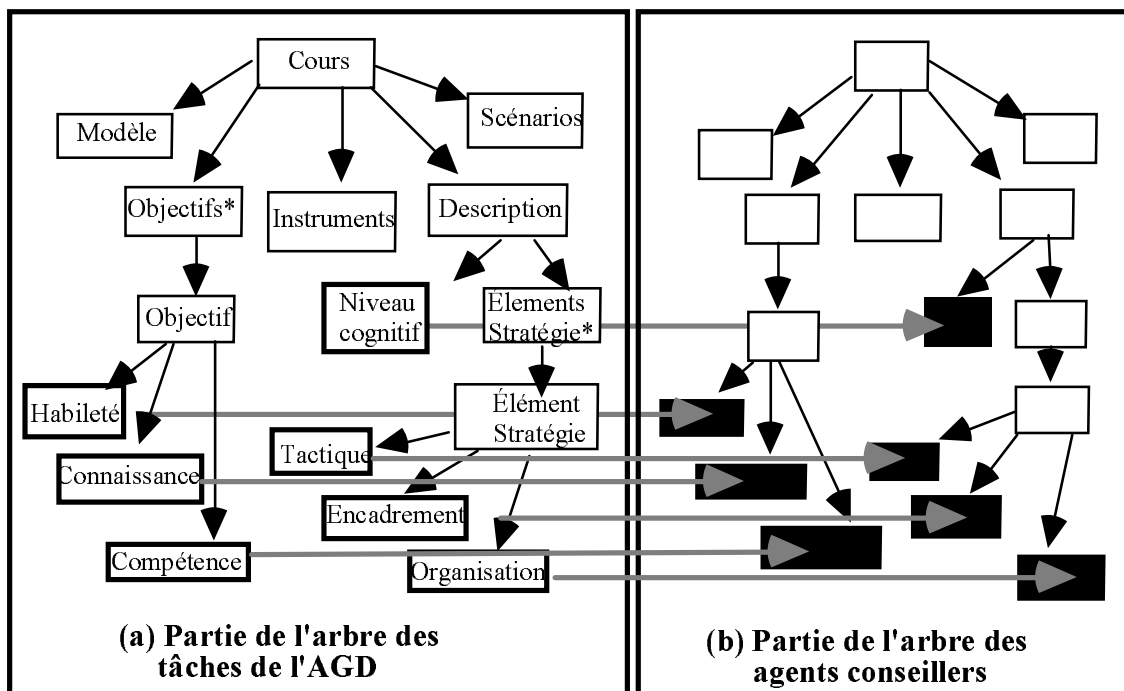 Cours
Modèle
Scénarios
Objectifs*
Instruments
Description
Objectif
Niveau
cognitif
Élements
Stratégie*
Habileté
Élément
Stratégie
Tactique
Connaissance
Encadrement
Compétence
Organisation
(a) Partie de l'arbre des
tâches de l'AGD
(b) Partie de l'arbre des
agents conseillers